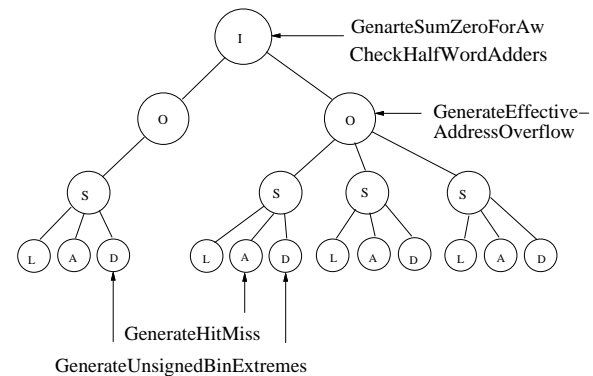 I
GenarteSumZeroForAw
CheckHalfWordAdders
O
O
GenerateEffective−
AddressOverflow
S
S
S
S
L A D L A D L A D L A D
GenerateHitMiss
GenerateUnsignedBinExtremes